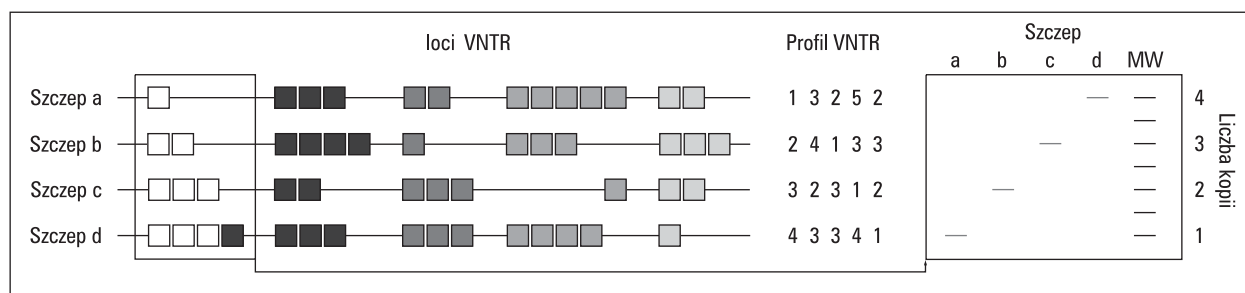 loci VNTR Profil VNTR Szczep
a b c d MW
Szczep a 1 3 2 5 2 4
Szczep b 2 4 1 3 3 3
Szczep c 3 2 3 1 2 2
Szczep d 4 3 3 4 1 1
Liczba kopii